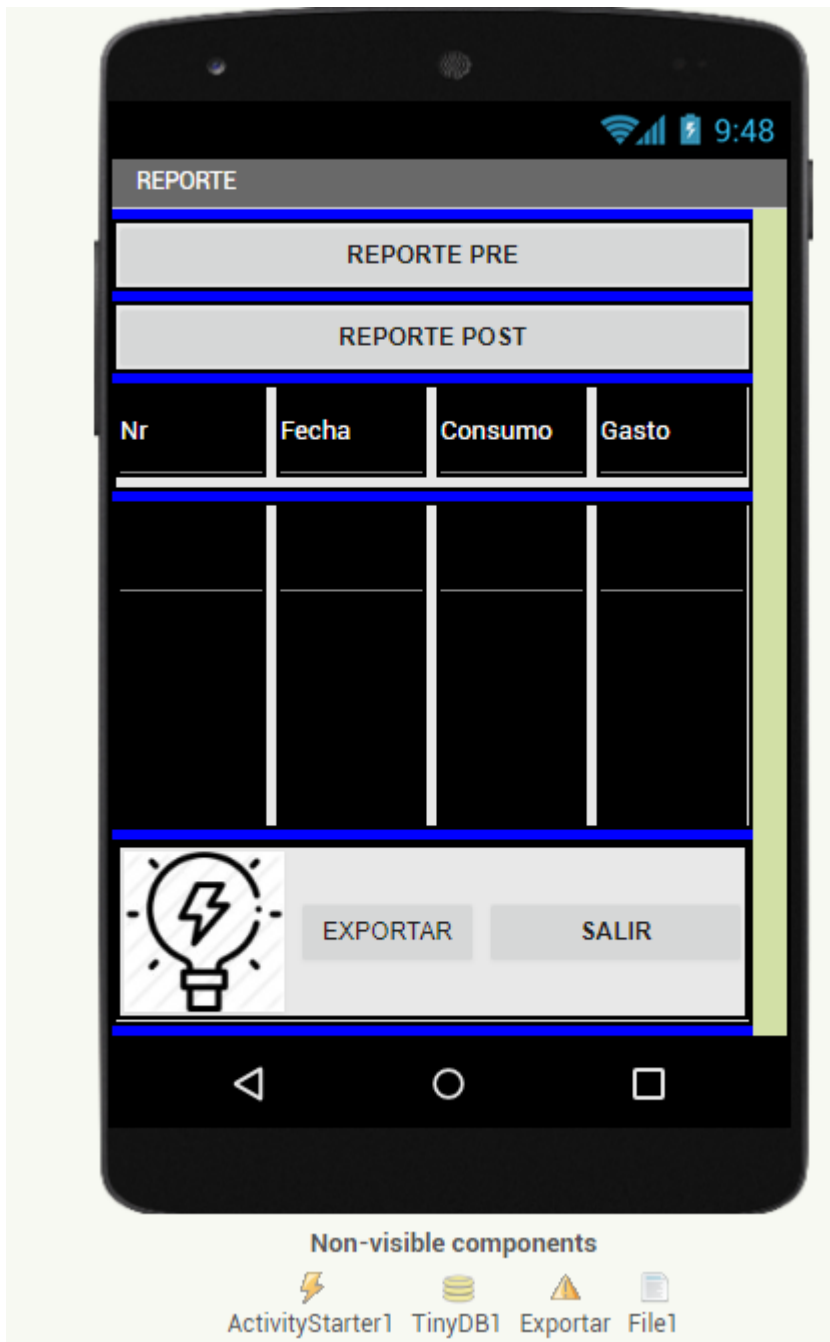 9:48
REPORTE
REPORTE PRE
REPORTE POST
Nr Fecha Consumo Gasto
EXPORTAR SALIR
Non-visible components
ActivityStarter1 TinyDB1 Exportar File1